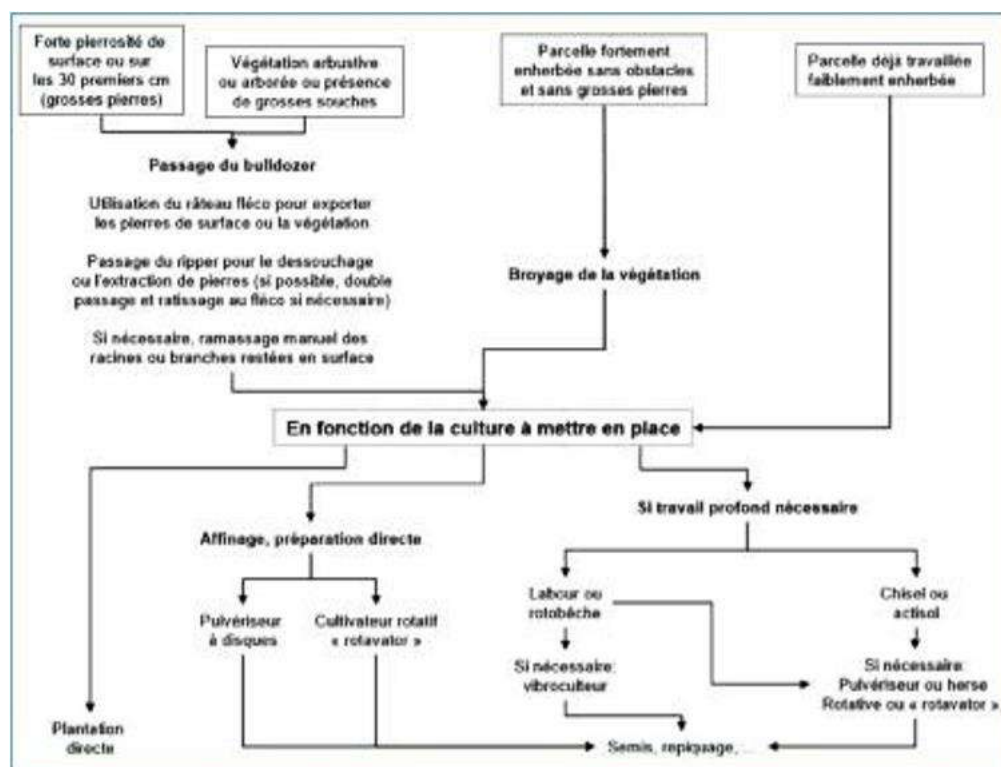 Forte pierrosité de
surface ou sur
les 30 premiers cm
(grosses pierres)
Végétation arbustive
ou arborée ou présence
de grosses souches
Parcelle fortement
enherbée sans obstacles
et sans grosses pierres
Parcelle déjà travaillée
faiblement enherbée
Passage du bulldozer
Utilisation du râteau fléco pour exporter
les pierres de surface ou la végétation
Passage du ripper pour le dessouchage
ou l'extraction de pierres (si possible, double
passage et ratissage au fléco si nécessaire)
Si nécessaire, ramassage manuel des
racines ou branches restées en surface
Broyage de la végétation
En fonction de la culture à mettre en place
Si travail profond nécessaire
Affinage, préparation directe
Labour ou
rotobêche
Chisel ou
actisol
Pulvériseur
à disques
Cultivateur rotatif
« rotavator »
Si nécessaire:
vibroculteur
Si nécessaire:
Pulvériseur ou herse
Rotative ou « rotavator »
Plantation
directe
Semis, repiquage, ...